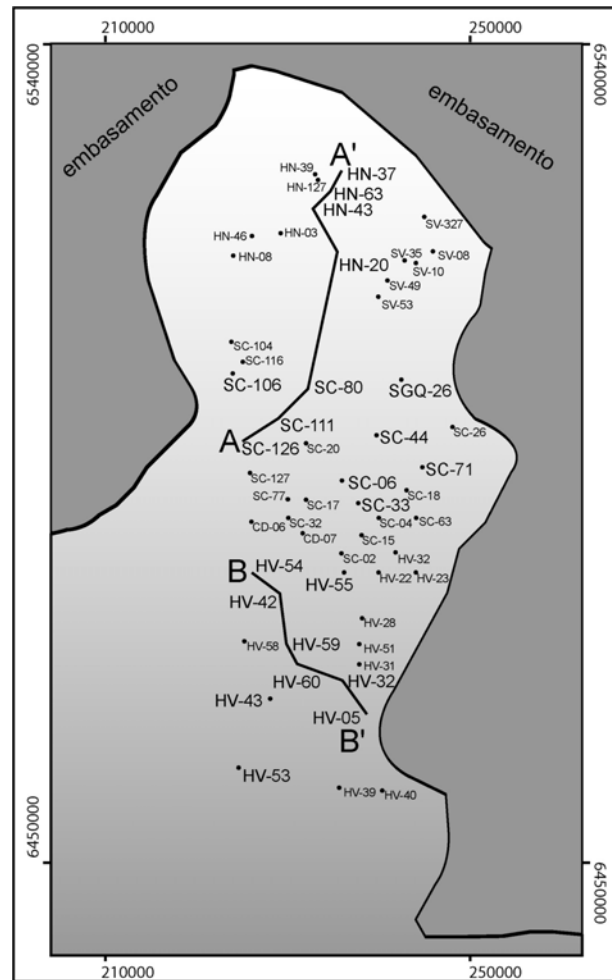 210000
250000
6540000
6540000
embasamento
embasamento
A'
HN-39
HN-37
HN-127
HN-63
HN-43
SV-327
HN-46
HN-03
HN-08
HN-20
SV-35
SV-08
SV-10
SV-49
SV-53
SC-104
SC-116
SC-106
SC-80
SGQ-26
SC-111
A
SC-126
SC-20
SC-44
SC-26
SC-127
SC-71
SC-06
SC-77
SC-17
SC-18
SC-33
CD-06
SC-32
SC-04
SC-63
CD-07
SC-15
SC-02
HV-32
B
HV-54
HV-55
HV-22
HV-23
HV-42
HV-28
HV-58
HV-59
HV-51
HV-31
HV-60
HV-32
HV-43
HV-05
B'
HV-53
HV-39
HV-40
6450000
6450000
210000
250000